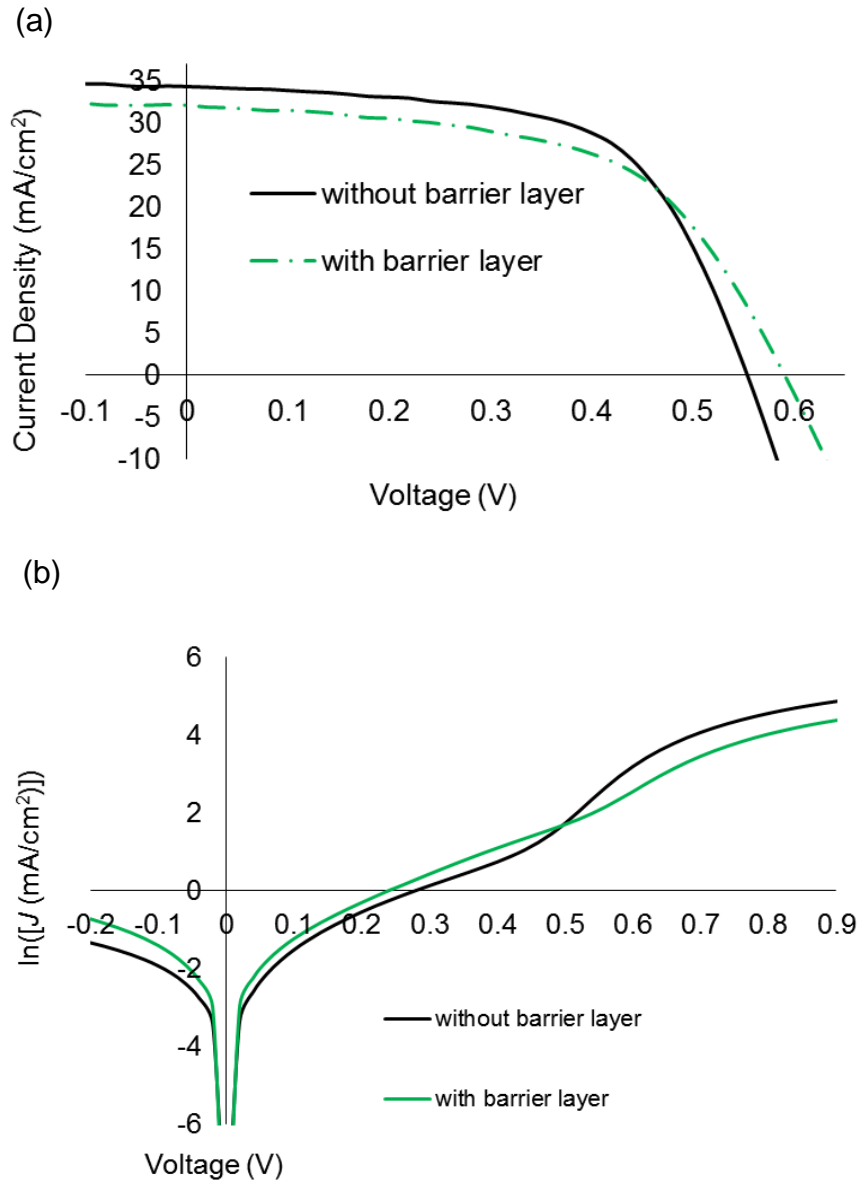 (a)
35
30
25
20
15
10
5
0
-5
-10
-0.1 0 0.1 0.2 0.3 0.4 0.5 0.6
Current Density (mA/cm²)
Voltage (V)
without barrier layer
with barrier layer
(b)
6
4
2
0
-2
-4
-6
-0.2 -0.1 0 0.1 0.2 0.3 0.4 0.5 0.6 0.7 0.8 0.9
ln([J (mA/cm²)])
without barrier layer
with barrier layer
Voltage (V)